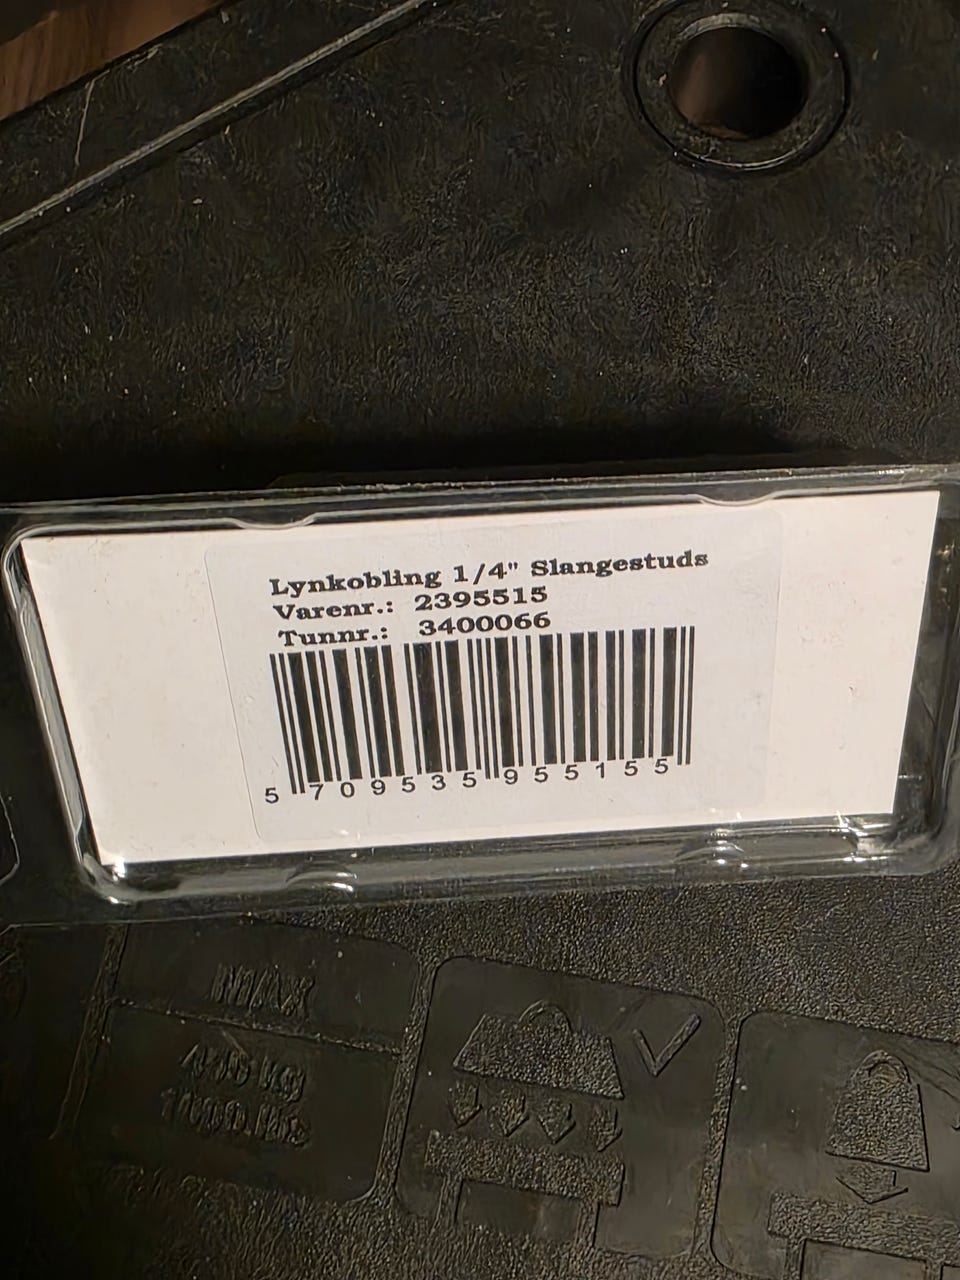 Lynkobling 1/4" Slangestuds
Varenr.: 2395515
Tunnr.: 3400066
5 709535 955155
MAX